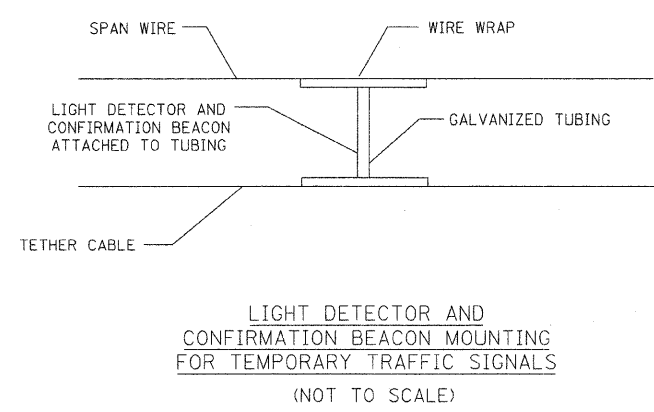 SPAN WIRE
WIRE WRAP
LIGHT DETECTOR AND
CONFIRMATION BEACON
ATTACHED TO TUBING
GALVANIZED TUBING
TETHER CABLE
LIGHT DETECTOR AND
CONFIRMATION BEACON MOUNTING
FOR TEMPORARY TRAFFIC SIGNALS
(NOT TO SCALE)